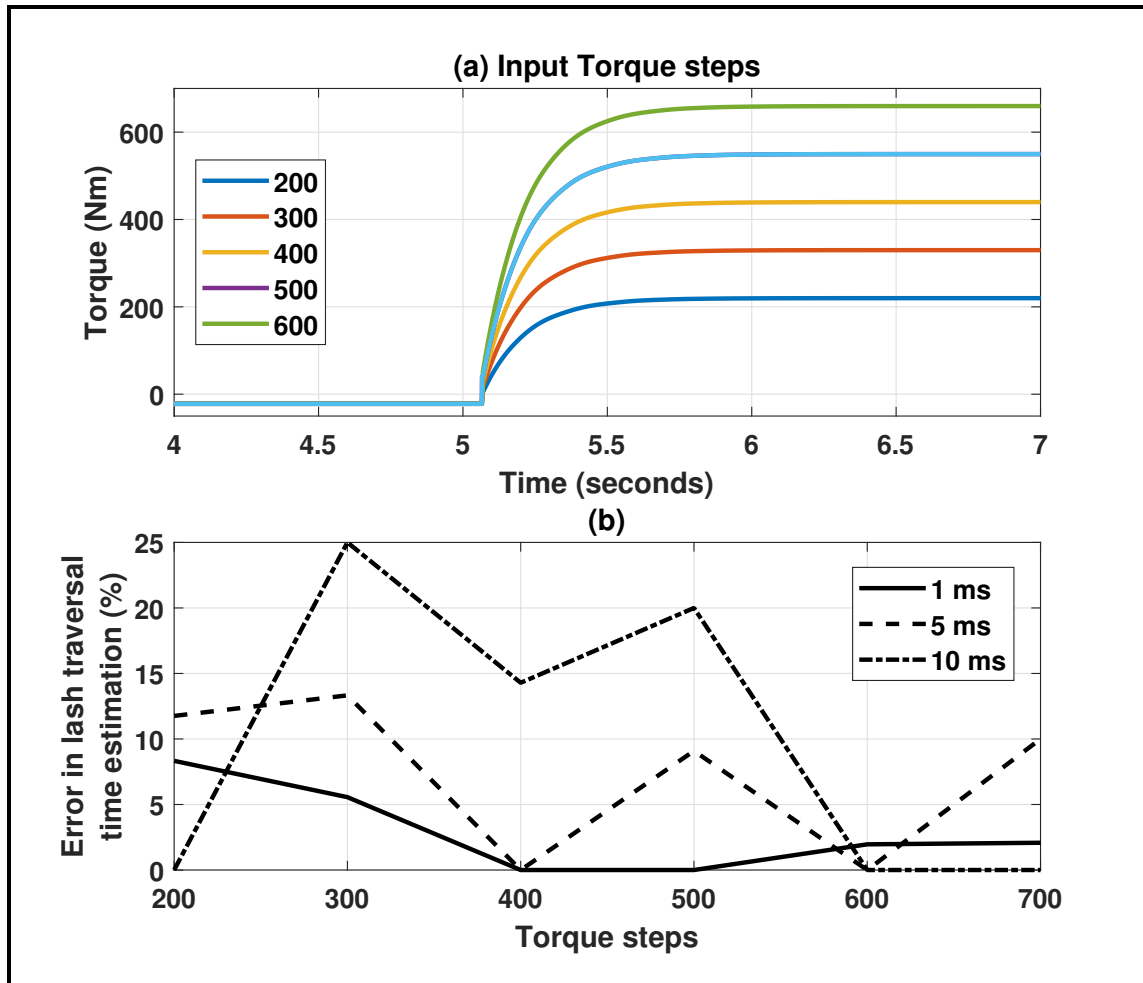 (a) Input Torque steps
Torque (Nm)
600
400
200
0
200
300
400
500
600
4
4.5
5
5.5
6
6.5
7
Time (seconds)
(b)
Error in lash traversal
time estimation (%)
25
20
15
10
5
0
1 ms
5 ms
10 ms
200
300
400
500
600
700
Torque steps